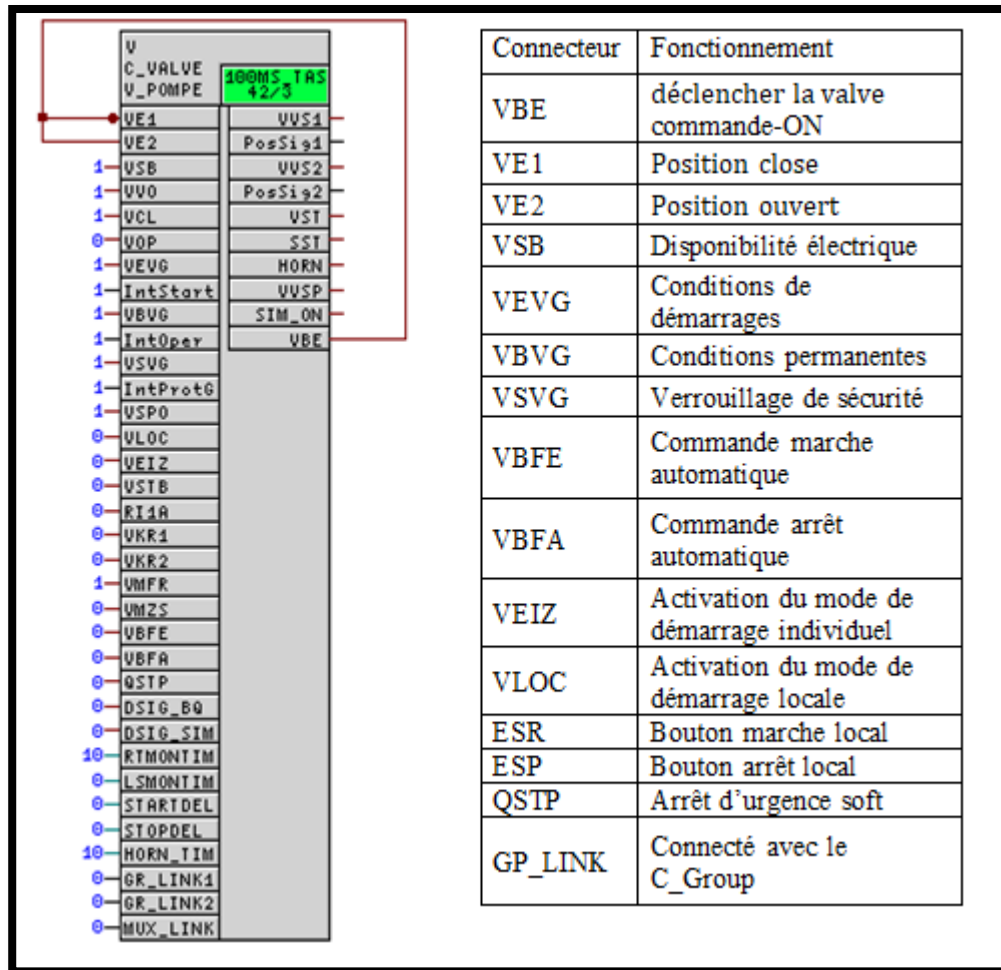 V
C_VALVE
V_POMPE
100MS_TAS
42/3
VE1 VVS1
VE2 PosSig1
1 VSB VVS2
1 VVO PosSig2
1 VCL VST
0 VOP SST
1 VEVG HORN
1 IntStart VVSP
1 VBVG SIM_ON
1 IntOper VBE
1 VSVG
1 IntProtG
1 VSPO
0 VLOC
0 VEIZ
0 VSTB
0 RI1A
0 VKR1
0 VKR2
1 VMFR
0 VMZS
0 VBFE
0 VBFA
0 QSTP
0 DSIG_BQ
0 DSIG_SIM
10 RTMONTIM
0 LSMONTIM
0 STARTDEL
0 STOPDEL
10 HORN_TIM
0 GR_LINK1
0 GR_LINK2
0 MUX_LINK
Connecteur Fonctionnement
VBE déclencher la valve
commande-ON
VE1 Position close
VE2 Position ouvert
VSB Disponibilité électrique
VEVG Conditions de
démarrages
VBVG Conditions permanentes
VSVG Verrouillage de sécurité
VBFE Commande marche
automatique
VBFA Commande arrêt
automatique
VEIZ Activation du mode de
démarrage individuel
VLOC Activation du mode de
démarrage locale
ESR Bouton marche local
ESP Bouton arrêt local
QSTP Arrêt d’urgence soft
GP_LINK Connecté avec le
C_Group